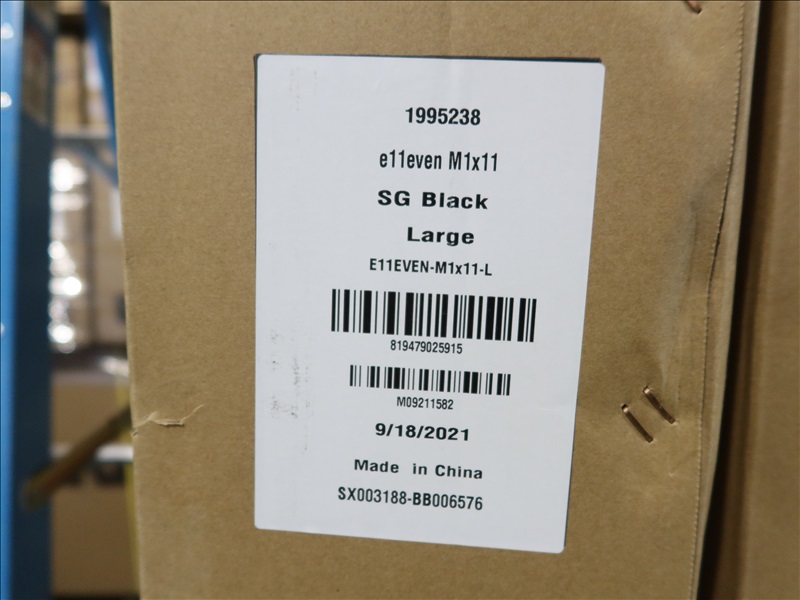 1995238
e11even M1x11
SG Black
Large
E11EVEN-M1x11-L
819479025915
M09211582
9/18/2021
Made in China
SX003188-BB006576